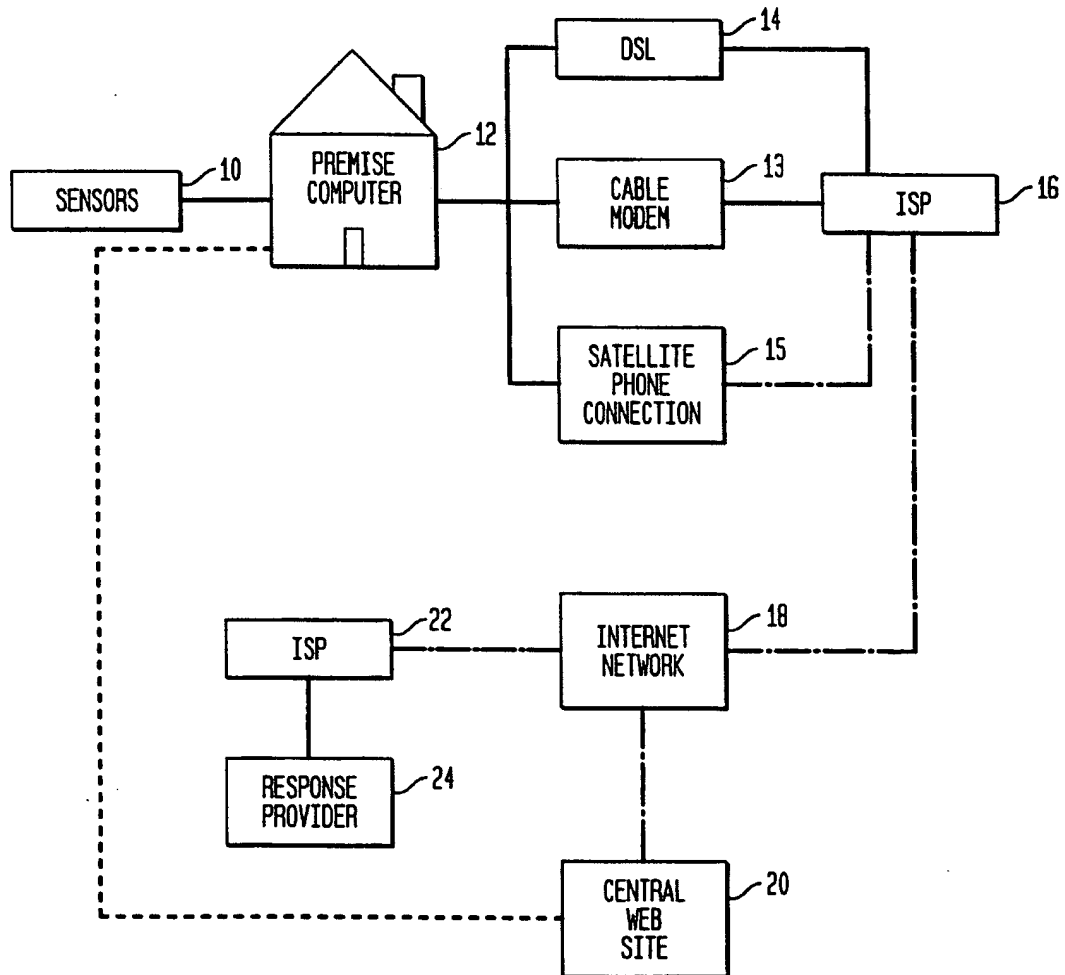 14
DSL
12
PREMISE
COMPUTER
10
SENSORS
13
CABLE
MODEM
16
ISP
15
SATELLITE
PHONE
CONNECTION
22
ISP
18
INTERNET
NETWORK
24
RESPONSE
PROVIDER
20
CENTRAL
WEB
SITE